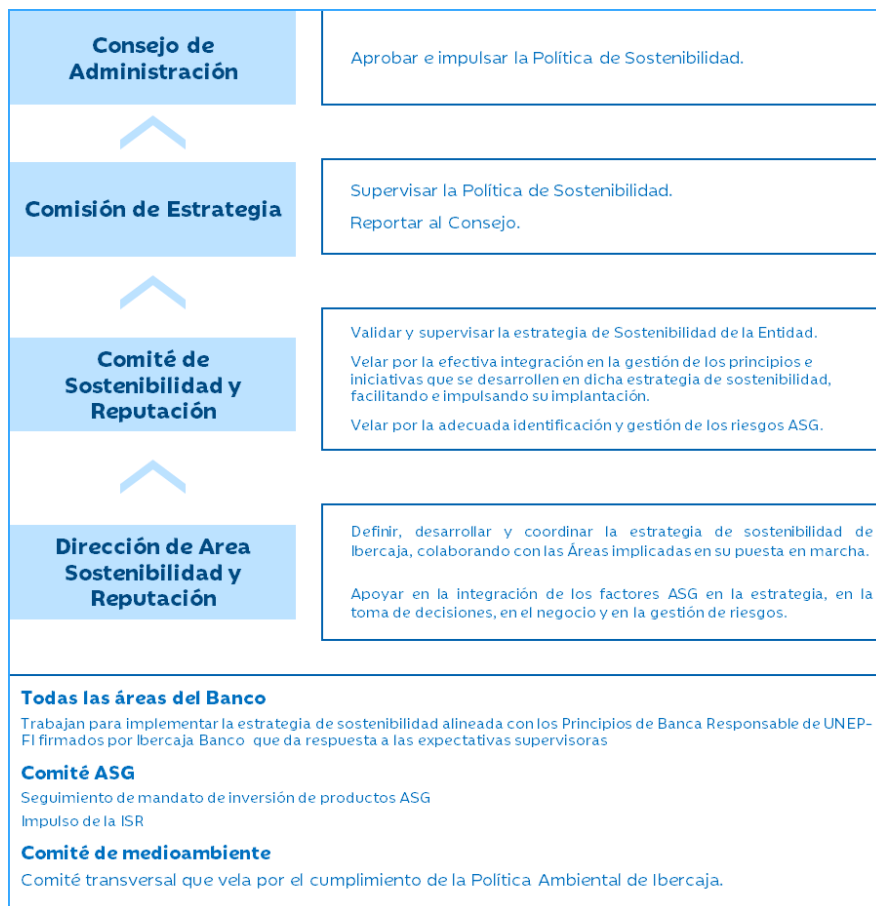 Consejo de
Administración
Aprobar e impulsar la Política de Sostenibilidad.
Comisión de Estrategia
Supervisar la Política de Sostenibilidad.
Reportar al Consejo.
Comité de
Sostenibilidad y
Reputación
Validar y supervisar la estrategia de Sostenibilidad de la Entidad.
Velar por la efectiva integración en la gestión de los principios e
iniciativas que se desarrollen en dicha estrategia de sostenibilidad,
facilitando e impulsando su implantación.
Velar por la adecuada identificación y gestión de los riesgos ASG.
Dirección de Area
Sostenibilidad y
Reputación
Definir, desarrollar y coordinar la estrategia de sostenibilidad de
Ibercaja, colaborando con las Áreas implicadas en su puesta en marcha.
Apoyar en la integración de los factores ASG en la estrategia, en la
toma de decisiones, en el negocio y en la gestión de riesgos.
Todas las áreas del Banco
Trabajan para implementar la estrategia de sostenibilidad alineada con los Principios de Banca Responsable de UNEP-
FI firmados por Ibercaja Banco que da respuesta a las expectativas supervisoras
Comité ASG
Seguimiento de mandato de inversión de productos ASG
Impulso de la ISR
Comité de medioambiente
Comité transversal que vela por el cumplimiento de la Política Ambiental de Ibercaja.